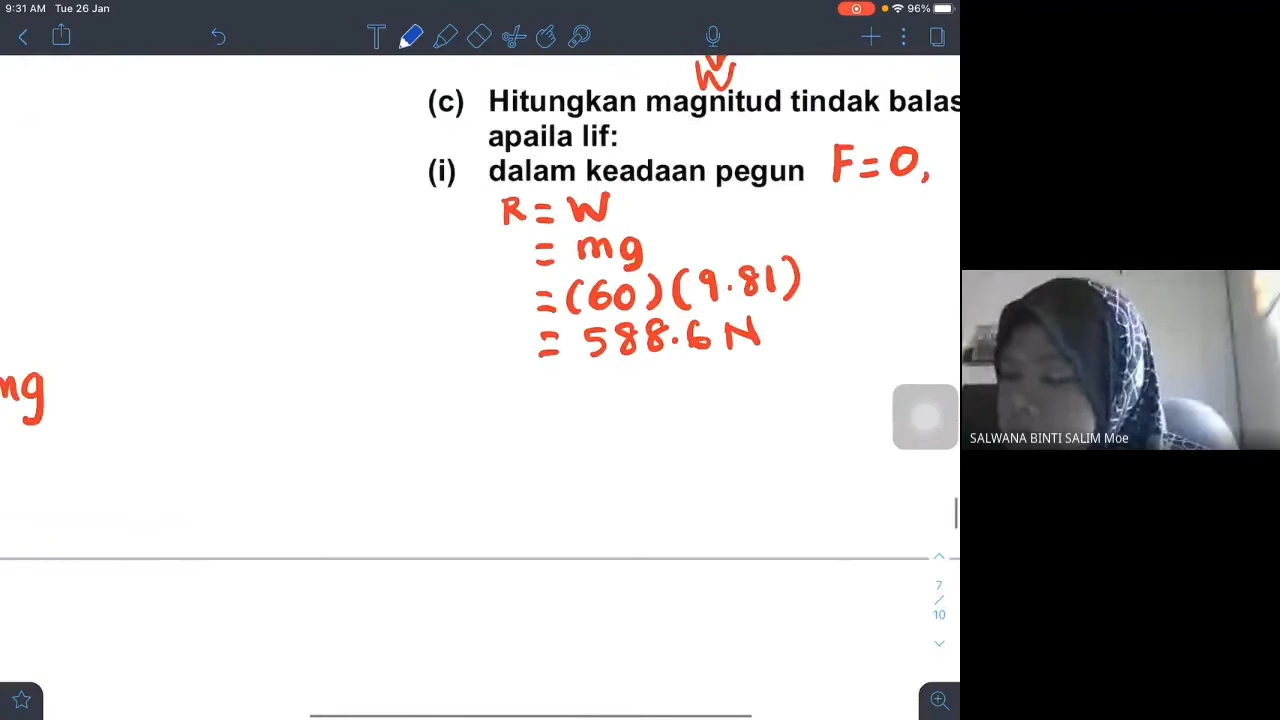 9:31 AM Tue 26 Jan
96%
T
W
(c) Hitungkan magnitud tindak balas
apaila lif:
(i) dalam keadaan pegun F = 0,
R = W
= mg
= (60)(9.81)
= 588.6 N
mg
SALWANA BINTI SALIM Moe
7
/
10